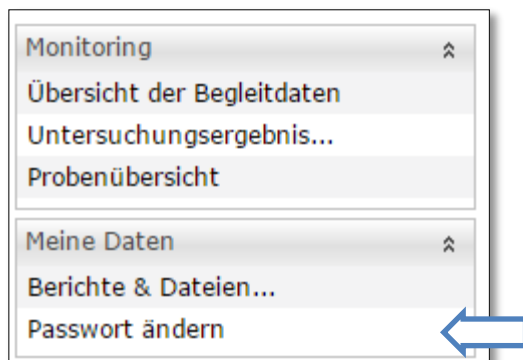 Monitoring
Übersicht der Begleitdaten
Untersuchungsergebnis...
Probenübersicht
Meine Daten
Berichte & Dateien...
Passwort ändern